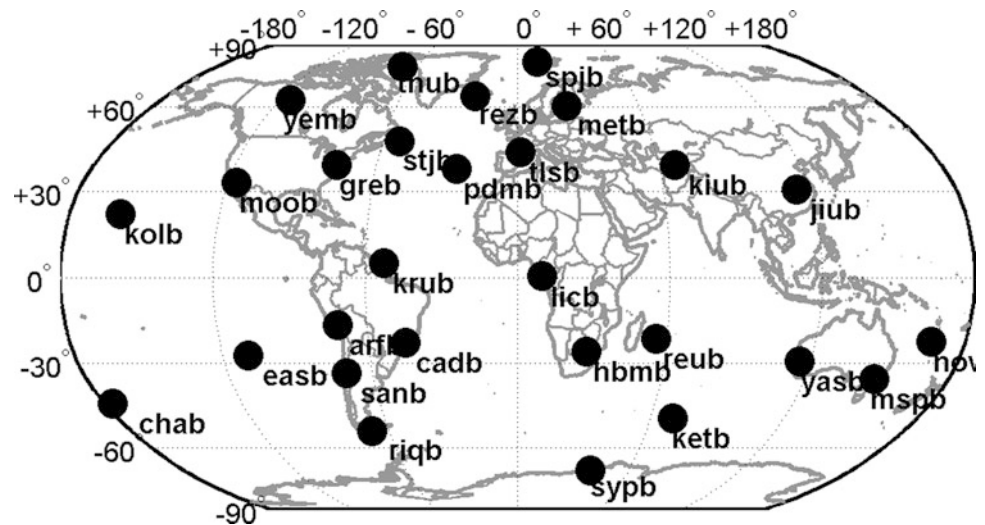 -180° -120° - 60° 0° + 60° +120° +180°
+90°
thub spjb
yemb rezb metb
+60°
stjb tlsb
greb pdmb kiub
+30° moob jiub
kolb
0° krub licb
arfb cadb hbmb reub nov
-30° easb sanb yasb mspb
chab ketb
-60 riqb
sypb
-90°